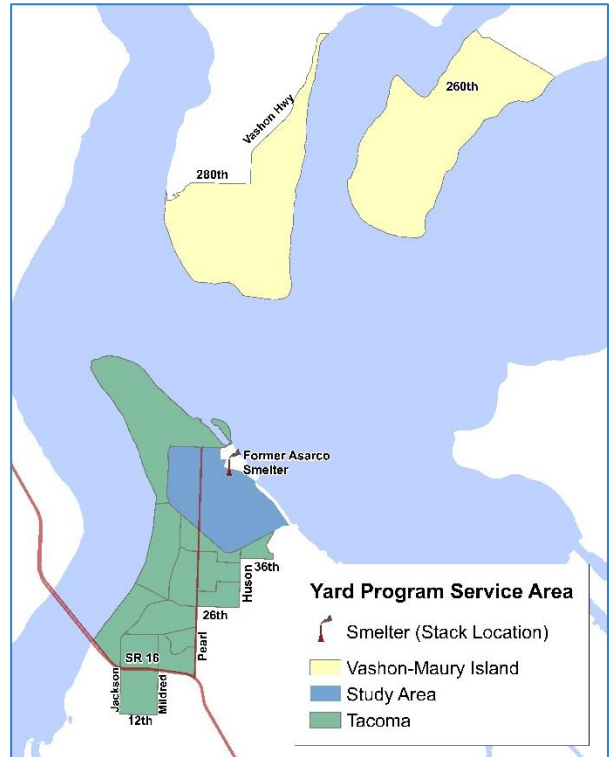 260th
Vashon Hwy
280th
Former Asarco
Smelter
36th
Huson
26th
Pearl
SR 16
Jackson
Mildred
12th
Yard Program Service Area
Smelter (Stack Location)
Vashon-Maury Island
Study Area
Tacoma